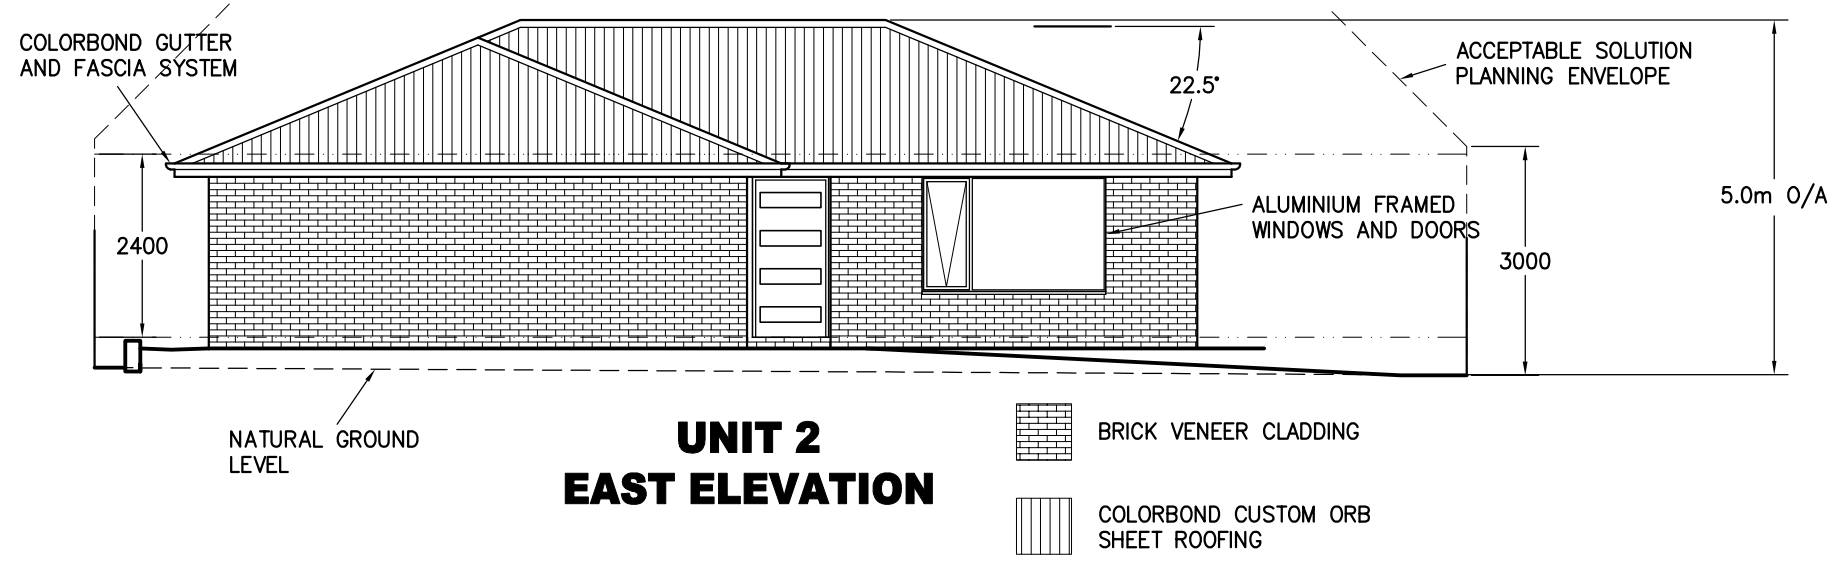 COLORBOND GUTTER
AND FASCIA SYSTEM
22.5°
ACCEPTABLE SOLUTION
PLANNING ENVELOPE
5.0m O/A
ALUMINIUM FRAMED
WINDOWS AND DOORS
2400
3000
NATURAL GROUND
LEVEL
UNIT 2
EAST ELEVATION
BRICK VENEER CLADDING
COLORBOND CUSTOM ORB
SHEET ROOFING